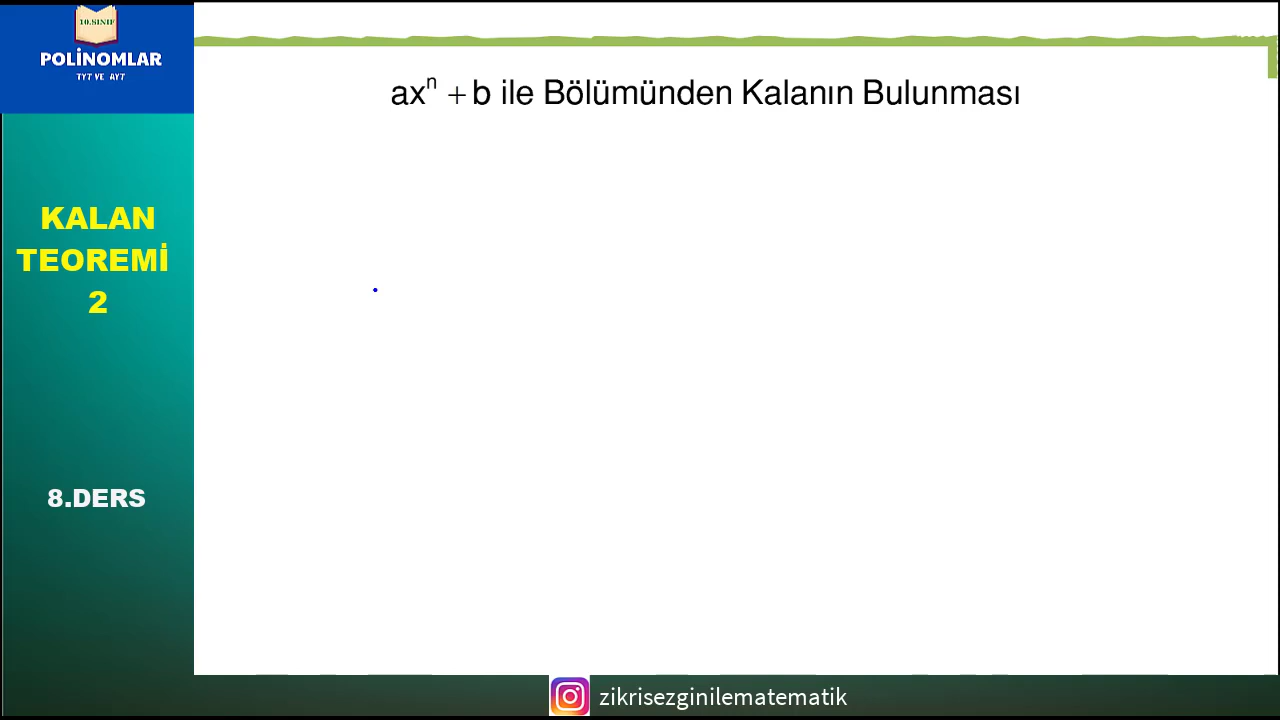 10.SINIF
POLİNOMLAR
TYT VE AYT
axⁿ + b ile Bölümünden Kalanın Bulunması
KALAN
TEOREMİ
2
8.DERS
zikrisezginilematematik